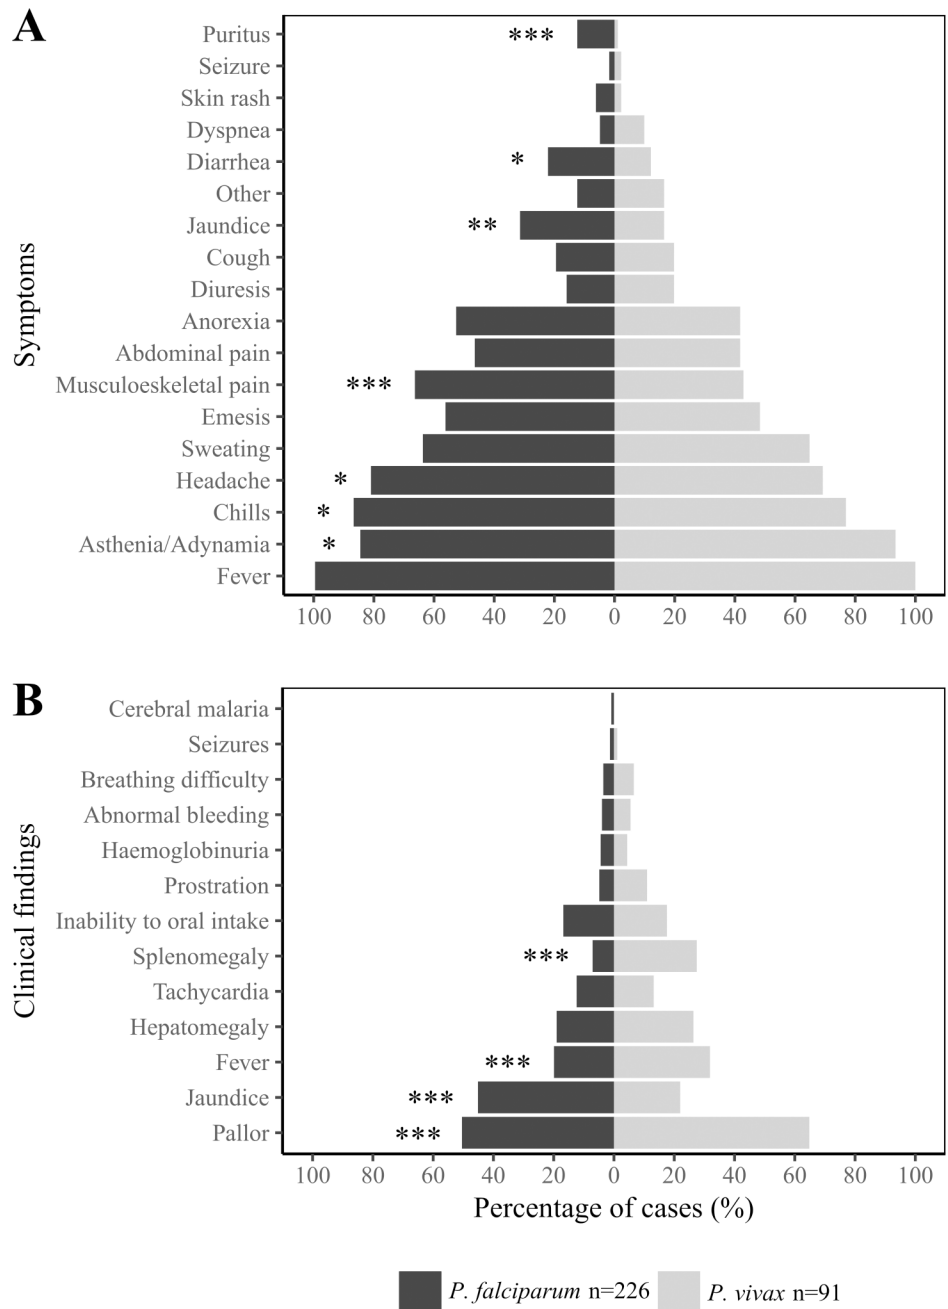 A
Puritus ***
Seizure
Skin rash
Dyspnea
Diarrhea *
Other
Jaundice **
Cough
Diuresis
Anorexia
Abdominal pain
Musculoeskeletal pain ***
Emesis
Sweating
Headache *
Chills *
Asthenia/Adynamia *
Fever
Symptoms
100 80 60 40 20 0 20 40 60 80 100
B
Cerebral malaria
Seizures
Breathing difficulty
Abnormal bleeding
Haemoglobinuria
Prostration
Inability to oral intake
Splenomegaly ***
Tachycardia
Hepatomegaly
Fever ***
Jaundice ***
Pallor ***
Clinical findings
100 80 60 40 20 0 20 40 60 80 100
Percentage of cases (%)
P. falciparum n=226 P. vivax n=91